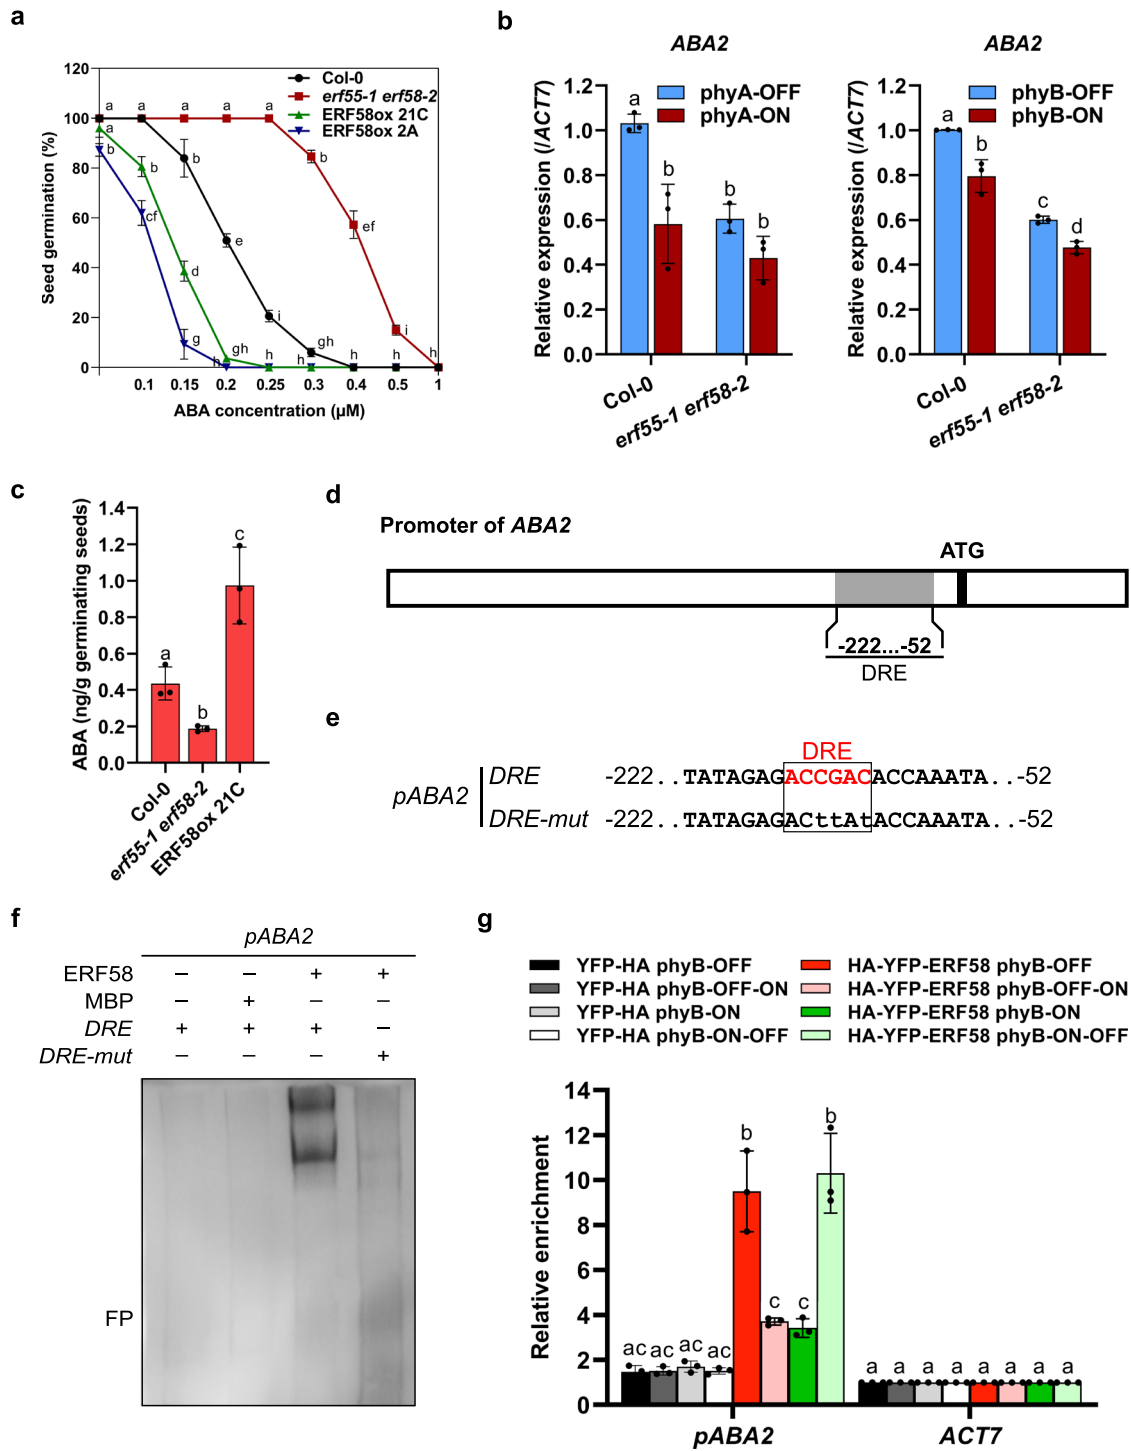 a
120
100
80
60
40
20
0
Seed germination (%)
Col-0
erf55-1 erf58-2
ERF58ox 21C
ERF58ox 2A
a a a a a
a b b b
b cf e ef
d
g gh i gh i
h h h h h h
0.1 0.15 0.2 0.25 0.3 0.4 0.5 1
ABA concentration (µM)
b
ABA2
phyA-OFF
phyA-ON
Relative expression (/ACT7)
1.2
1.0
0.8
0.6
0.4
0.2
0.0
a b b b
Col-0
erf55-1 erf58-2
ABA2
phyB-OFF
phyB-ON
Relative expression (/ACT7)
1.2
1.0
0.8
0.6
0.4
0.2
0.0
a b c d
Col-0
erf55-1 erf58-2
c
ABA (ng/g germinating seeds)
1.4
1.2
1.0
0.8
0.6
0.4
0.2
0.0
a b c
Col-0
erf55-1 erf58-2
ERF58ox 21C
d
Promoter of ABA2
ATG
-222...-52
DRE
e
DRE
pABA2
DRE -222..TATAGAGACCGACACCAAATA..-52
DRE-mut -222..TATAGAGACttAtACCAAATA..-52
f
pABA2
ERF58 – – + +
MBP – + – –
DRE + + + –
DRE-mut – – – +
FP
g
YFP-HA phyB-OFF
YFP-HA phyB-OFF-ON
YFP-HA phyB-ON
YFP-HA phyB-ON-OFF
HA-YFP-ERF58 phyB-OFF
HA-YFP-ERF58 phyB-OFF-ON
HA-YFP-ERF58 phyB-ON
HA-YFP-ERF58 phyB-ON-OFF
Relative enrichment
14
12
10
8
6
4
2
0
ac ac ac ac b c c b
a a a a a a a a
pABA2
ACT7